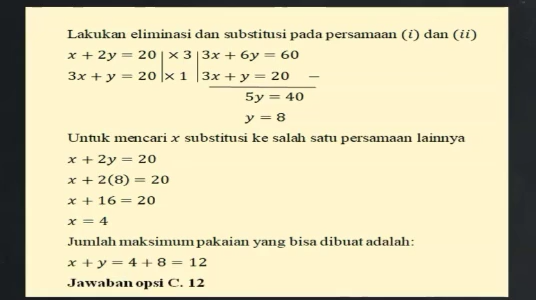 Lakukan eliminasi dan substitusi pada persamaan (i) dan (ii)
x + 2y = 20 | × 3 | 3x + 6y = 60
3x + y = 20 | × 1 | 3x + y = 20 −
5y = 40
y = 8
Untuk mencari x substitusi ke salah satu persamaan lainnya
x + 2y = 20
x + 2(8) = 20
x + 16 = 20
x = 4
Jumlah maksimum pakaian yang bisa dibuat adalah:
x + y = 4 + 8 = 12
Jawaban opsi C. 12